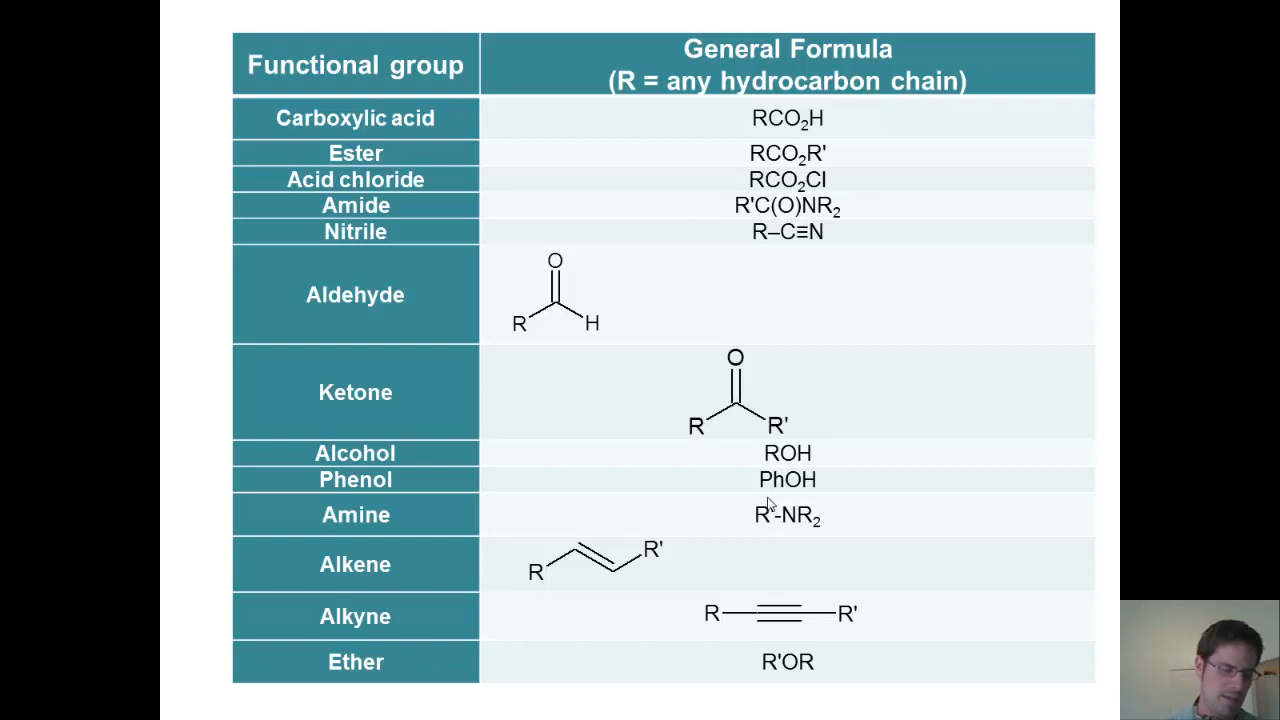 Functional group
General Formula
(R = any hydrocarbon chain)
Carboxylic acid
RCO₂H
Ester
RCO₂R'
Acid chloride
RCO₂Cl
Amide
R'C(O)NR₂
Nitrile
R–C≡N
Aldehyde
O
R
H
Ketone
O
R
R'
Alcohol
ROH
Phenol
PhOH
Amine
R'-NR₂
Alkene
R
R'
Alkyne
R
R'
Ether
R'OR